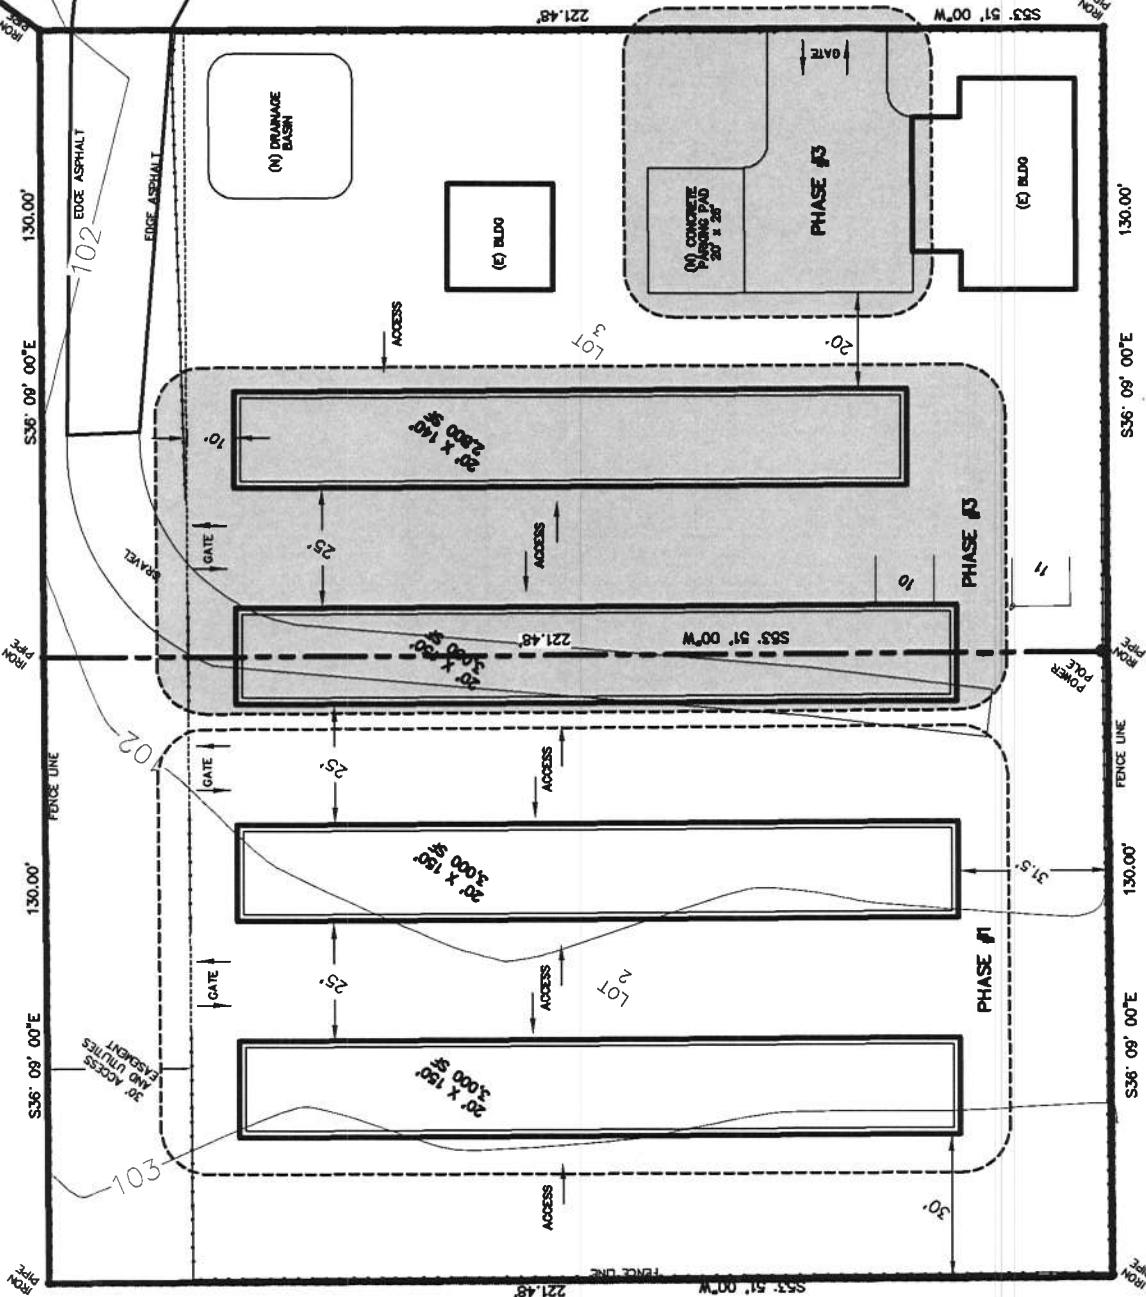 IRON
PIPE
221.48'
S53° 51' 00"W
IRON
PIPE
EDGE ASPHALT
EDGE ASPHALT
(N) DRAINAGE
BASIN
GATE
130.00'
102
(E) BLDG
(N) CONCRETE
PARKING PAD
20' X 26'
PHASE #3
(E) BLDG
130.00'
S36° 09' 00"E
ACCESS
LOT
3
20'
S36° 09' 00"E
10'
20' X 140'
2,800 SF
GATE
25'
ACCESS
ACCESS
PHASE #3
GRAVEL
10
11
IRON
PIPE
221.48'
S53° 51' 00"W
20' X 150'
3,000 SF
POWER
POLE
IRON
PIPE
102
FENCE LINE
GATE
25'
ACCESS
ACCESS
FENCE LINE
130.00'
20' X 150'
3,000 SF
31.5'
130.00'
GATE
25'
ACCESS
ACCESS
LOT
2
PHASE #1
S36° 09' 00"E
30' ACCESS
AND UTILITIES
EASEMENT
20' X 150'
3,000 SF
S36° 09' 00"E
103
ACCESS
30'
IRON
PIPE
FENCE LINE
221.48'
S53° 51' 00"W
IRON
PIPE